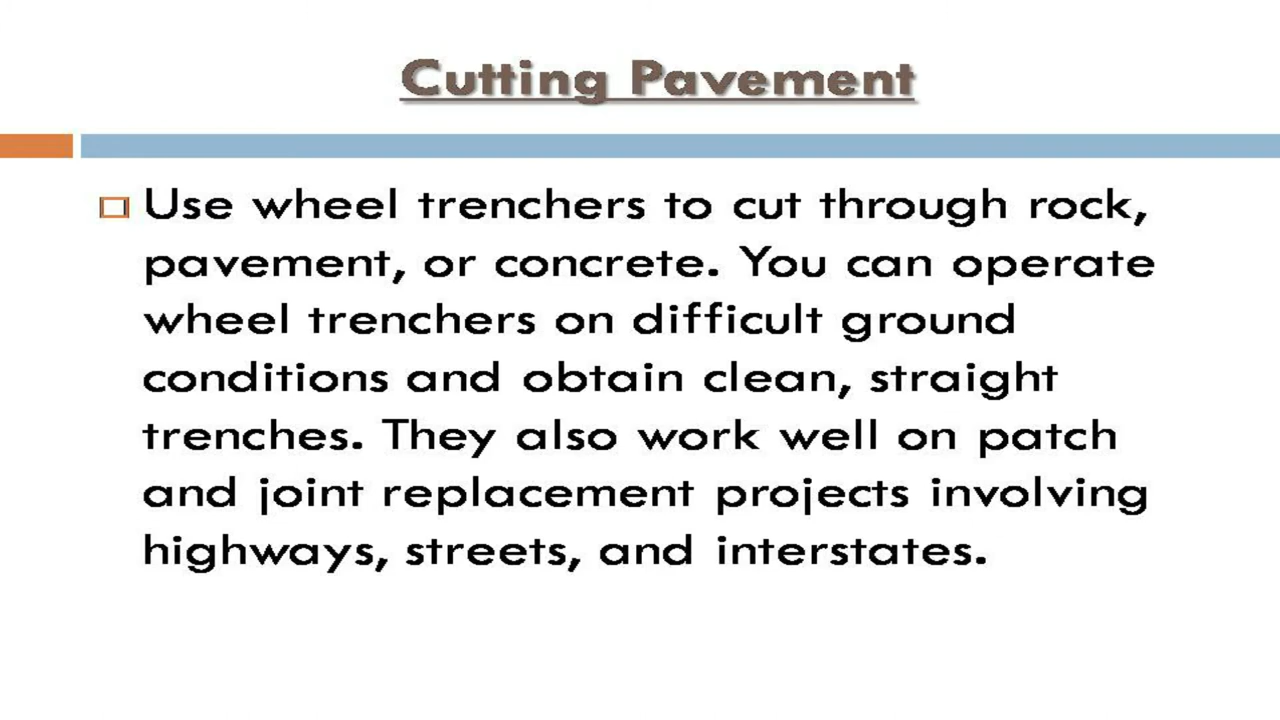 Cutting Pavement
Use wheel trenchers to cut through rock,
pavement, or concrete. You can operate
wheel trenchers on difficult ground
conditions and obtain clean, straight
trenches. They also work well on patch
and joint replacement projects involving
highways, streets, and interstates.